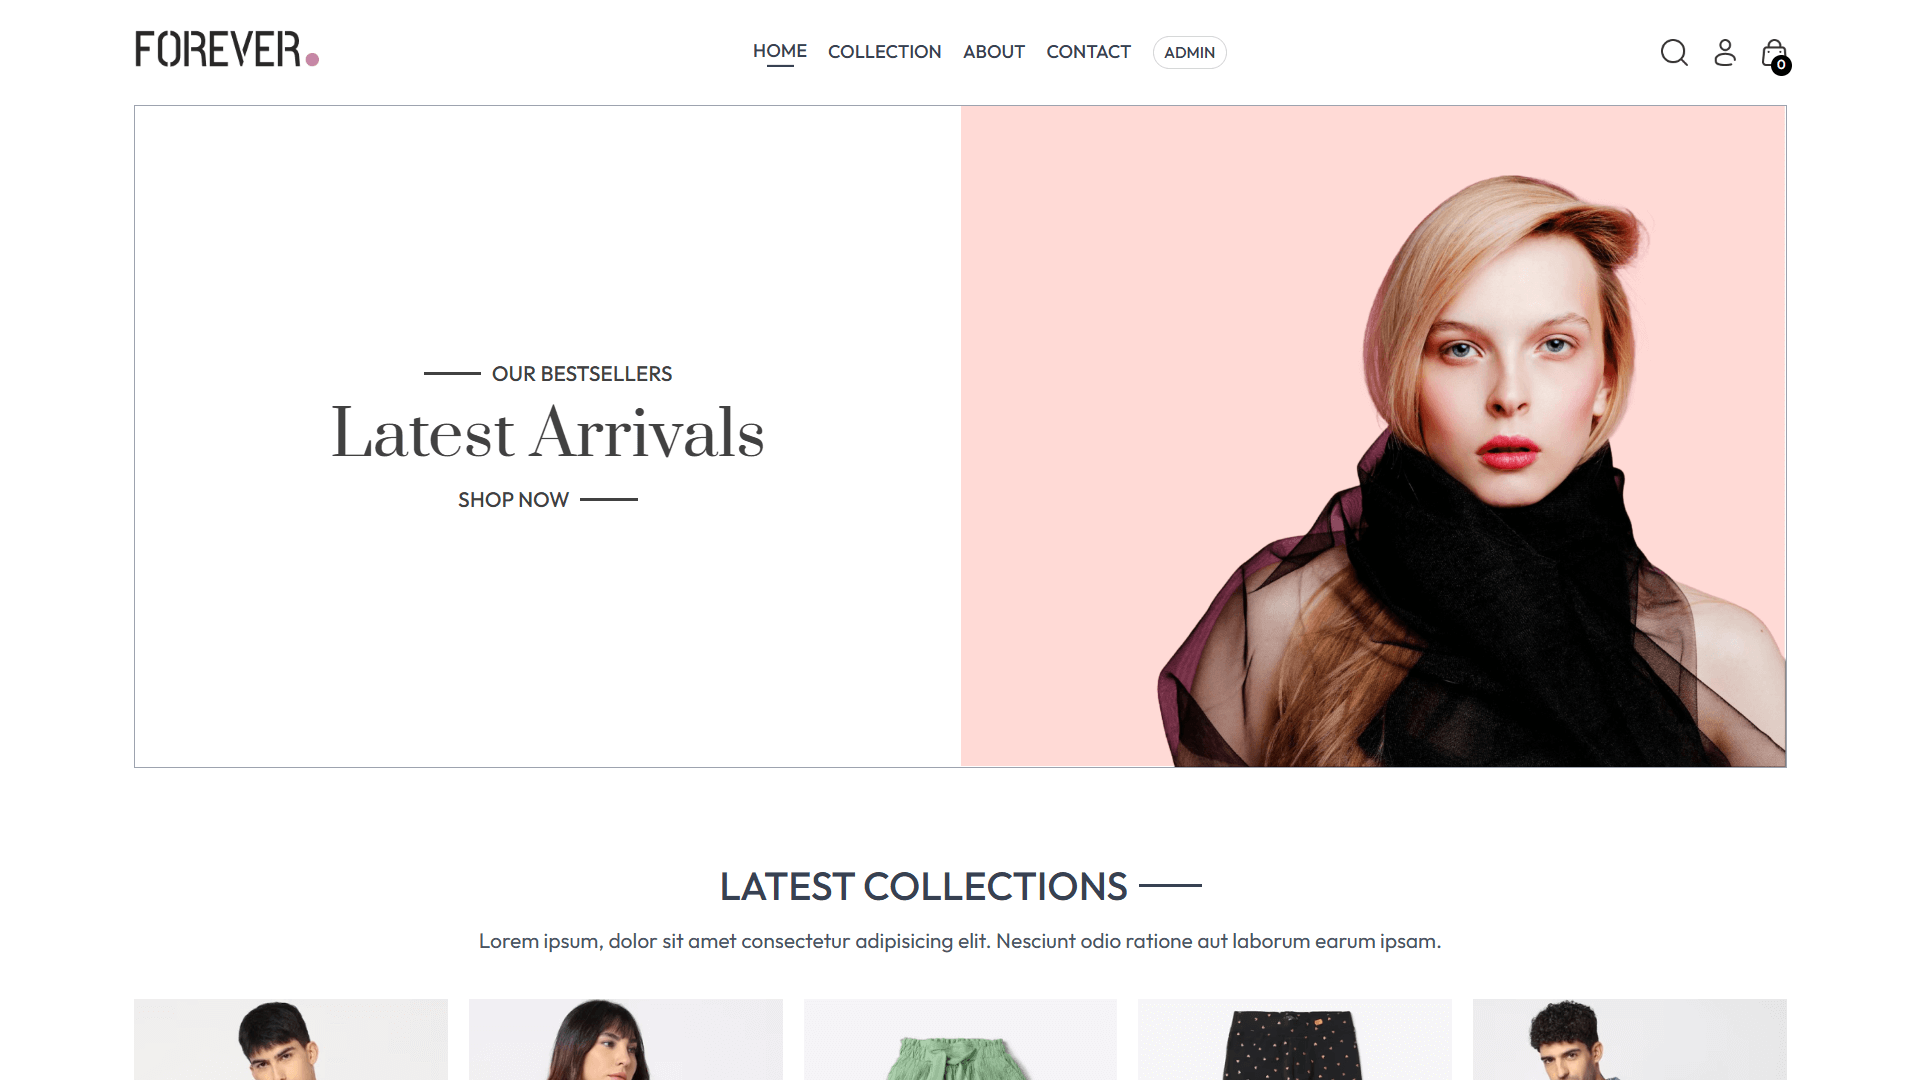 FOREVER.
HOME COLLECTION ABOUT CONTACT ADMIN
0
OUR BESTSELLERS
Latest Arrivals
SHOP NOW
LATEST COLLECTIONS
Lorem ipsum, dolor sit amet consectetur adipisicing elit. Nesciunt odio ratione aut laborum earum ipsam.